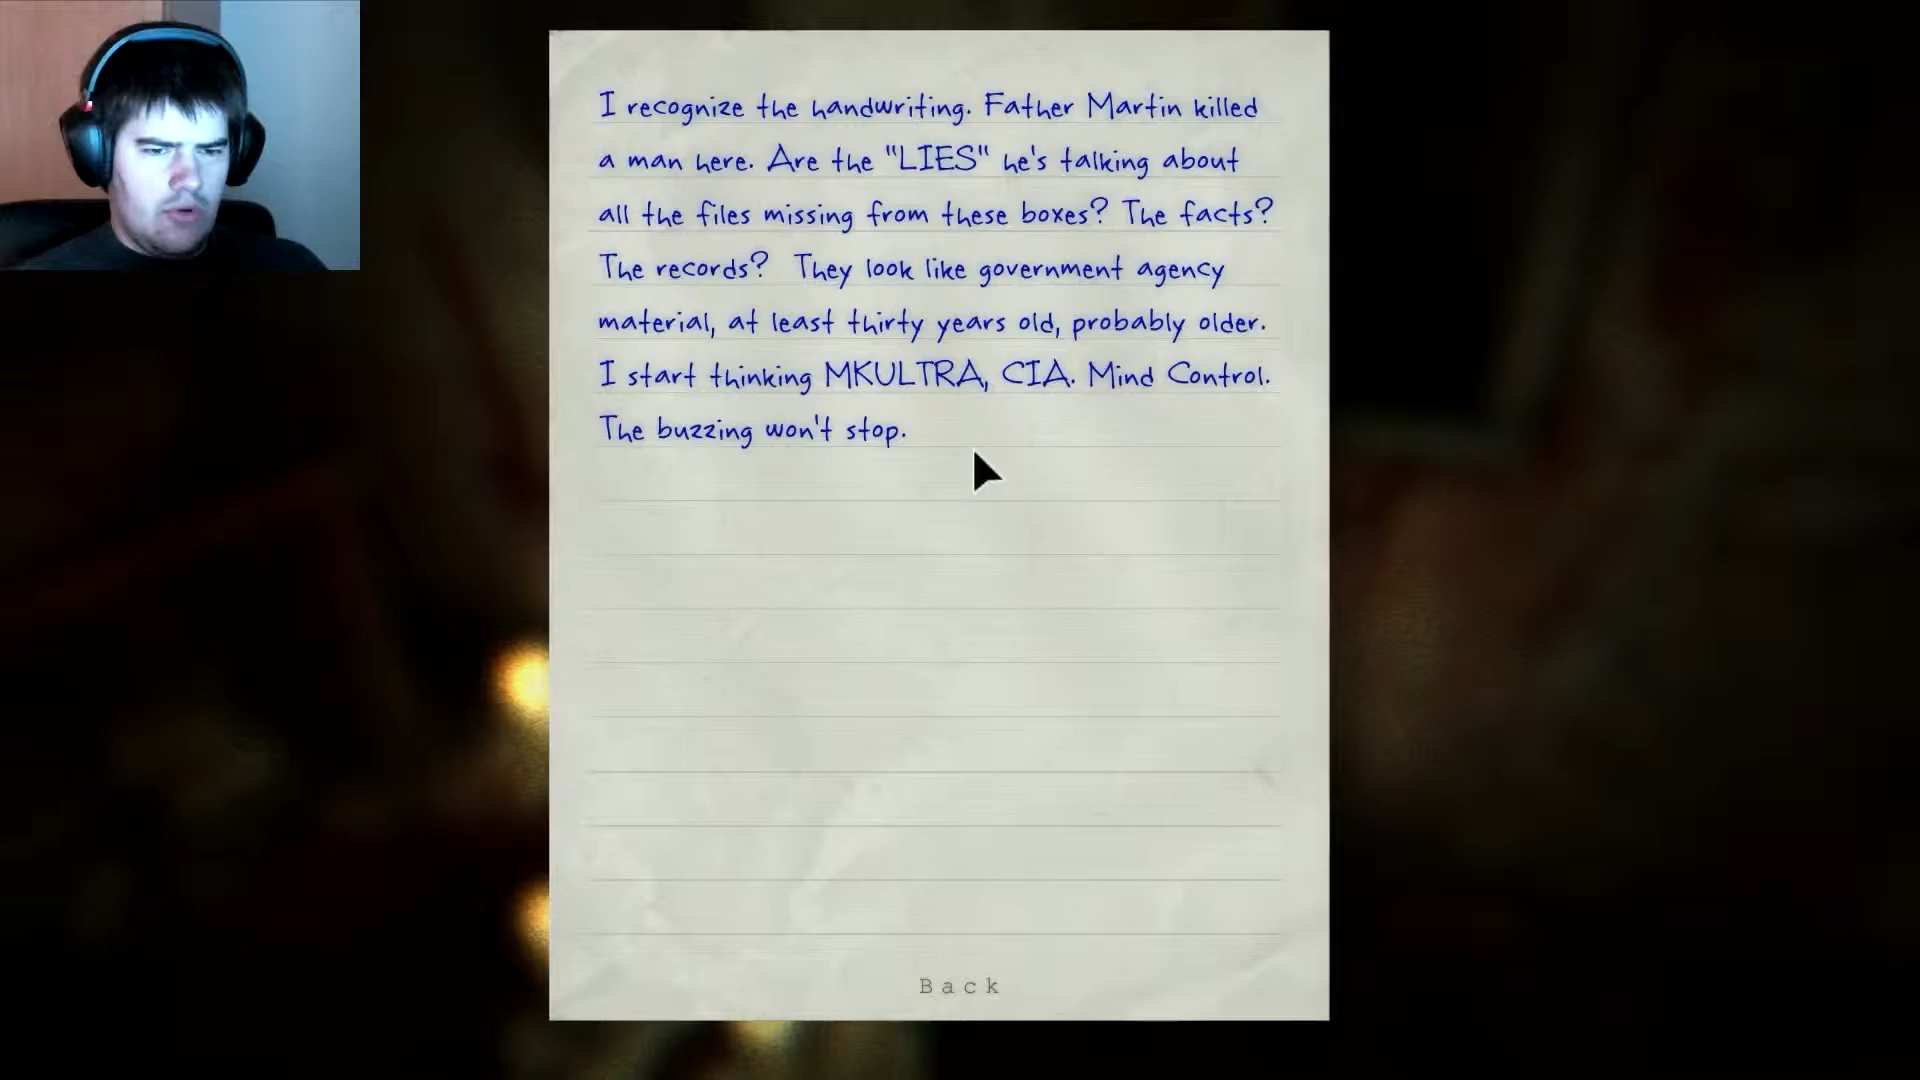 I recognize the handwriting. Father Martin killed
a man here. Are the "LIES" he's talking about
all the files missing from these boxes? The facts?
The records?  They look like government agency
material, at least thirty years old, probably older.
I start thinking MKULTRA, CIA. Mind Control.
The buzzing won't stop.
Back